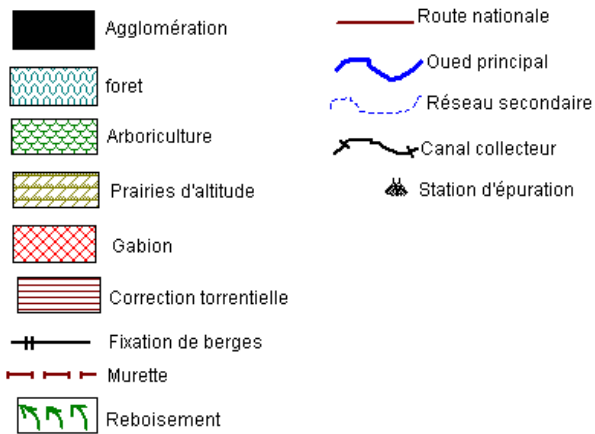 Agglomération
foret
Arboriculture
Prairies d'altitude
Gabion
Correction torrentielle
Fixation de berges
Murette
Reboisement
Route nationale
Oued principal
Réseau secondaire
Canal collecteur
Station d'épuration